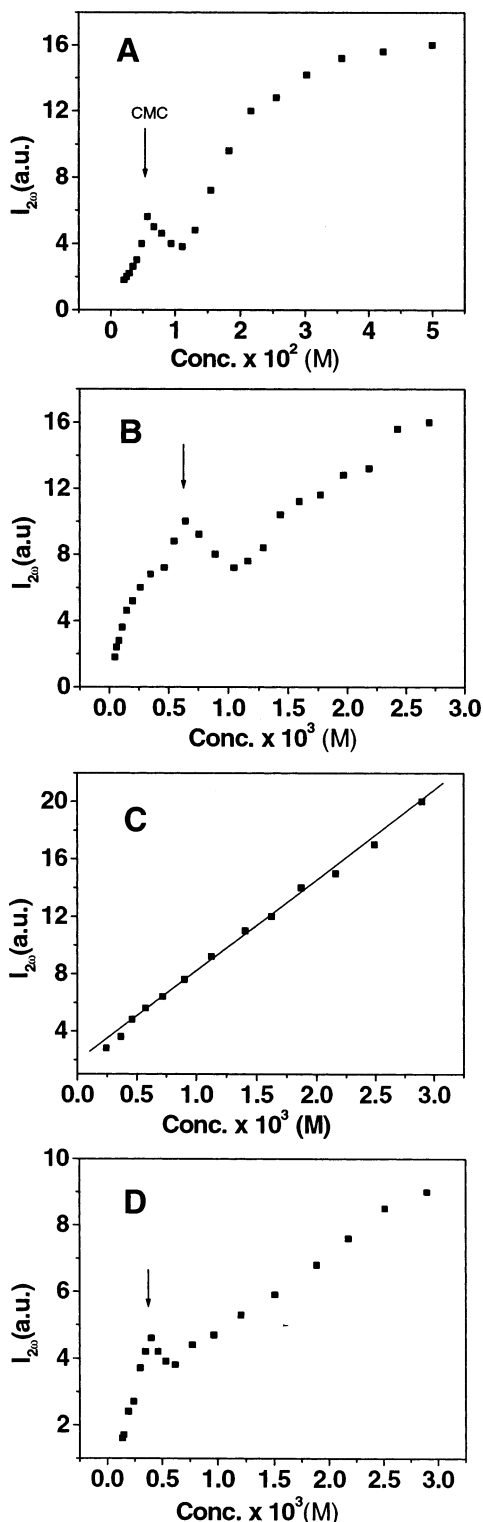 A
CMC
I2ω(a.u.)
16
12
8
4
0
0 1 2 3 4 5
Conc. x 10² (M)
B
I2ω(a.u)
16
12
8
4
0
0.0 0.5 1.0 1.5 2.0 2.5 3.0
Conc. x 10³ (M)
C
I2ω(a.u.)
20
16
12
8
4
0.0 0.5 1.0 1.5 2.0 2.5 3.0
Conc. x 10³ (M)
D
I2ω(a.u.)
10
8
6
4
2
0.0 0.5 1.0 1.5 2.0 2.5 3.0
Conc. x 10³(M)